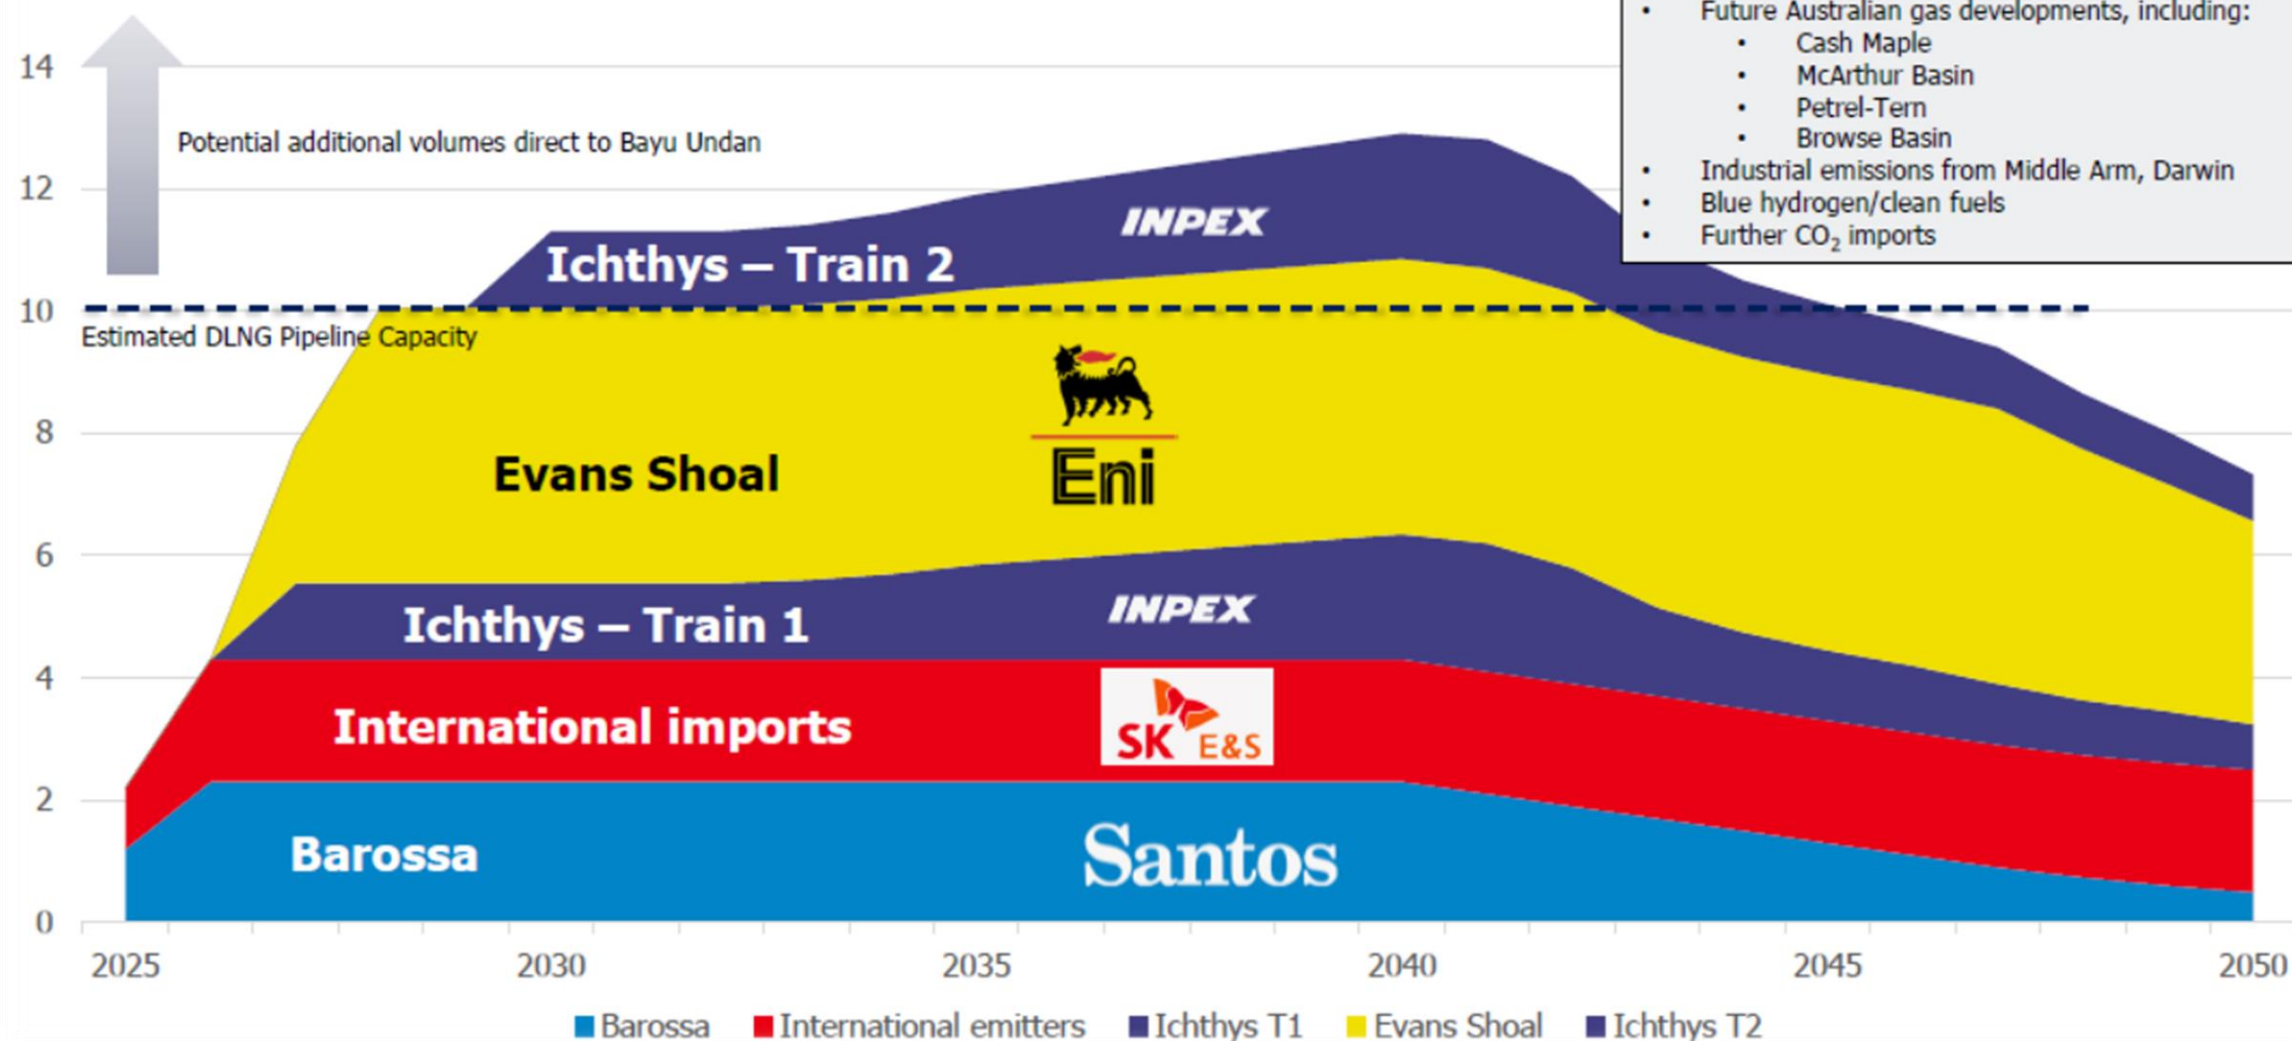 • Future Australian gas developments, including:
• Cash Maple
• McArthur Basin
• Petrel-Tern
• Browse Basin
• Industrial emissions from Middle Arm, Darwin
• Blue hydrogen/clean fuels
• Further CO₂ imports
14
Potential additional volumes direct to Bayu Undan
12
INPEX
Ichthys – Train 2
10
Estimated DLNG Pipeline Capacity
8
Evans Shoal
Eni
6
INPEX
Ichthys – Train 1
4
International imports
SK E&S
2
Barossa
Santos
0
2025 2030 2035 2040 2045 2050
Barossa International emitters Ichthys T1 Evans Shoal Ichthys T2